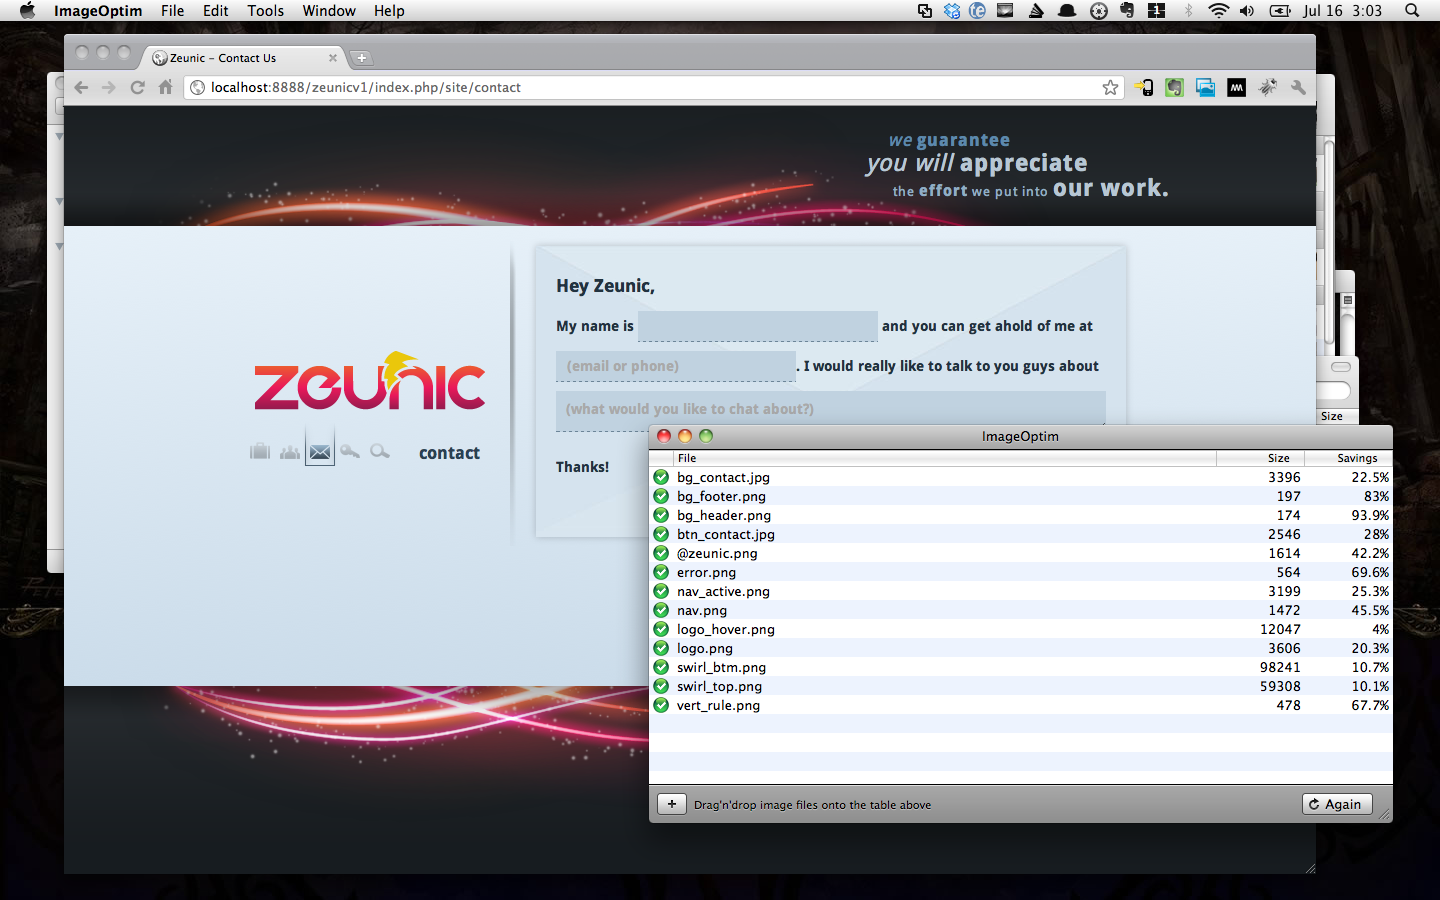 ImageOptim File Edit Tools Window Help
1 Jul 16 3:03
Zeunic – Contact Us
localhost:8888/zeunicv1/index.php/site/contact
we guarantee
you will appreciate
the effort we put into our work.
Hey Zeunic,
My name is and you can get ahold of me at
(email or phone) . I would really like to talk to you guys about
(what would you like to chat about?)
Thanks!
zeunic
contact
Size
ImageOptim
File Size Savings
bg_contact.jpg 3396 22.5%
bg_footer.png 197 83%
bg_header.png 174 93.9%
btn_contact.jpg 2546 28%
@zeunic.png 1614 42.2%
error.png 564 69.6%
nav_active.png 3199 25.3%
nav.png 1472 45.5%
logo_hover.png 12047 4%
logo.png 3606 20.3%
swirl_btm.png 98241 10.7%
swirl_top.png 59308 10.1%
vert_rule.png 478 67.7%
+ Drag'n'drop image files onto the table above Again